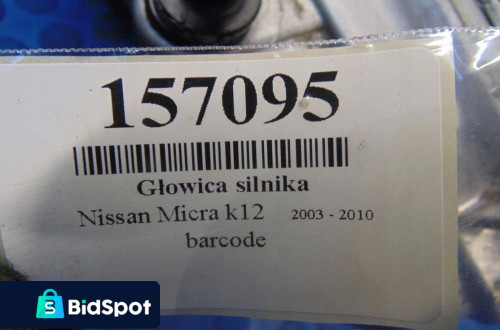 157095
Głowica silnika
Nissan Micra k12 2003 - 2010
barcode
S
BidSpot